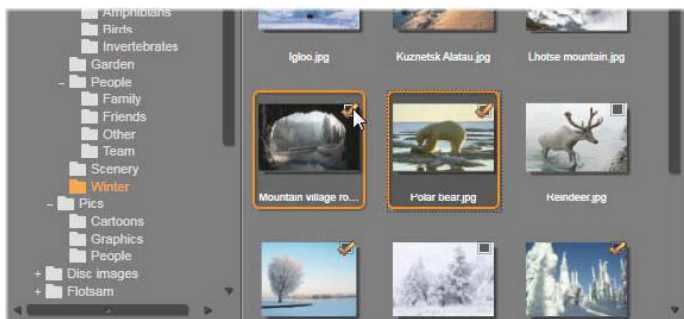 Amphibians
Birds
Invertebrates
Garden
People
Family
Friends
Other
Team
Scenery
Winter
Pics
Cartoons
Graphics
People
Disc images
Flotsam
Igloo.jpg
Kuznetsk Alatau.jpg
Lhotse mountain.jpg
Mountain village ro...
Polar bear.jpg
Reindeer.jpg